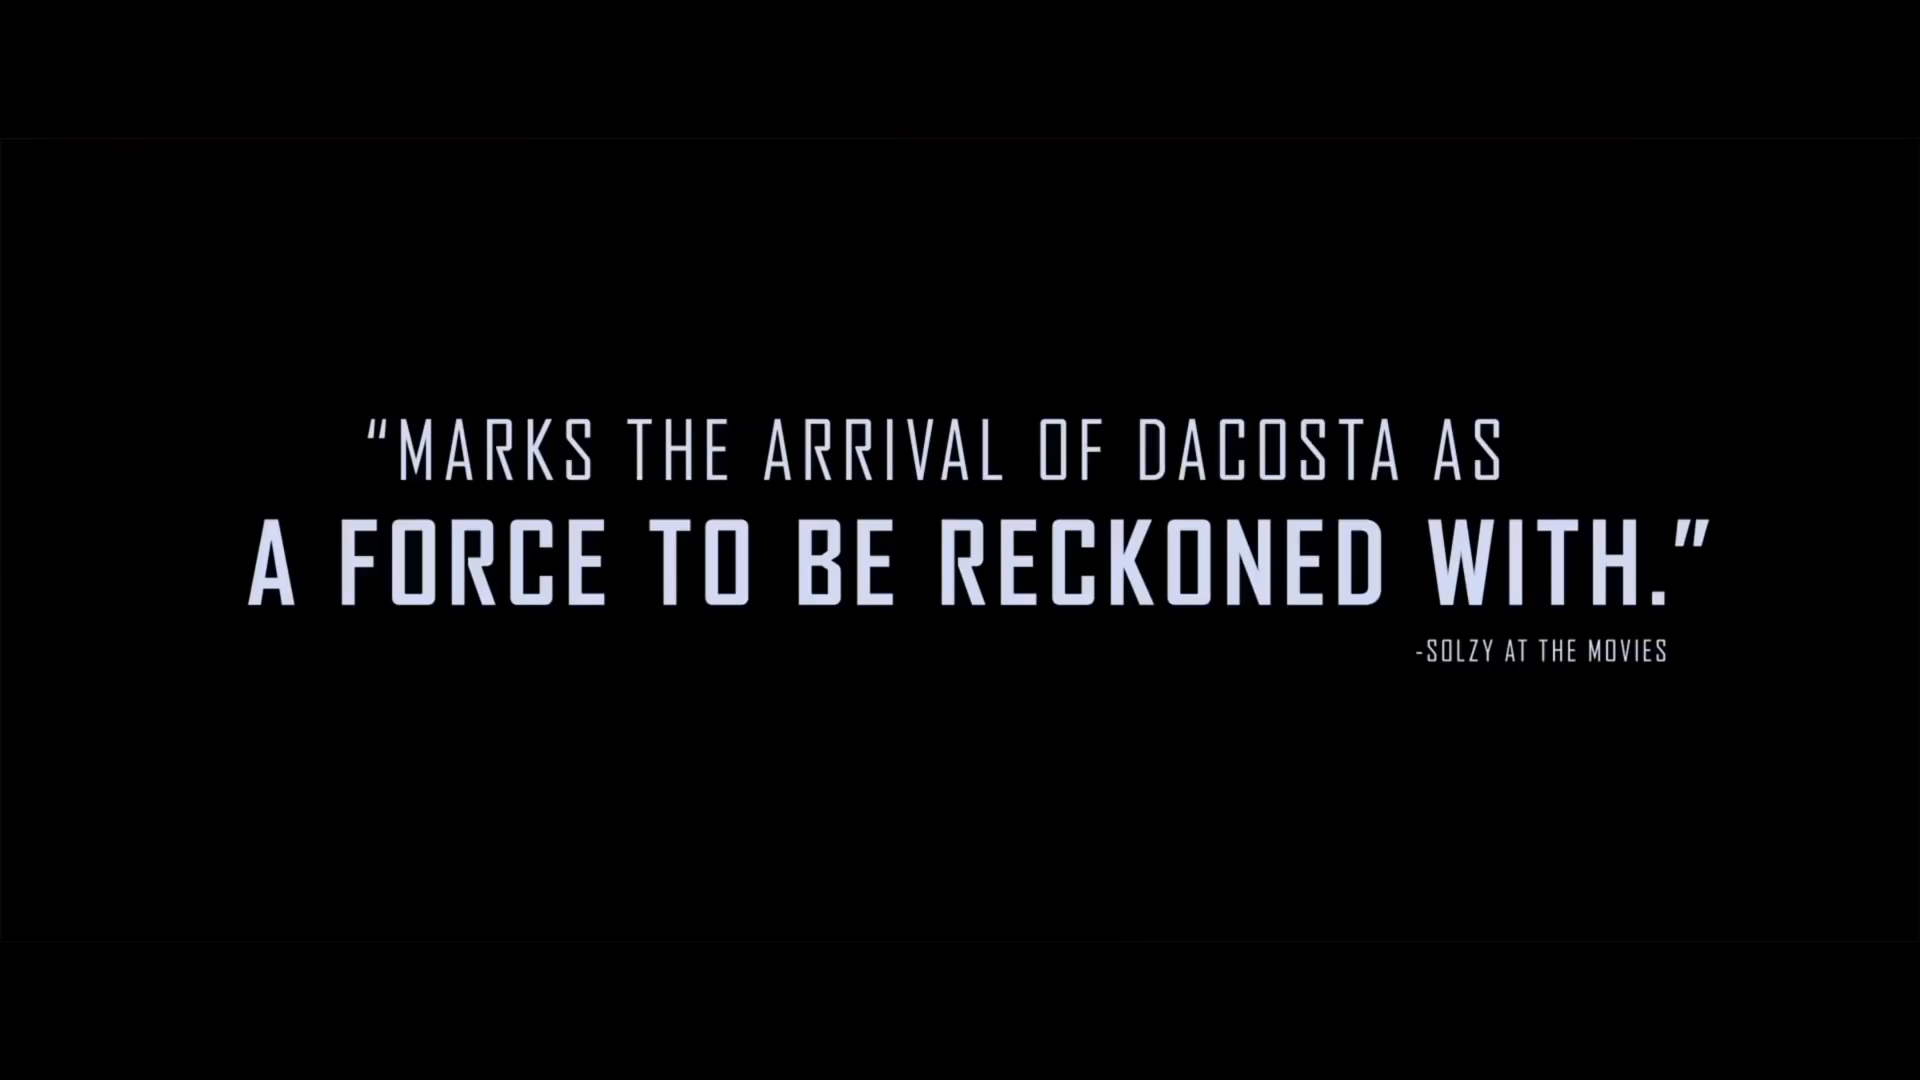 “MARKS THE ARRIVAL OF DACOSTA AS
A FORCE TO BE RECKONED WITH.”
-SOLZY AT THE MOVIES